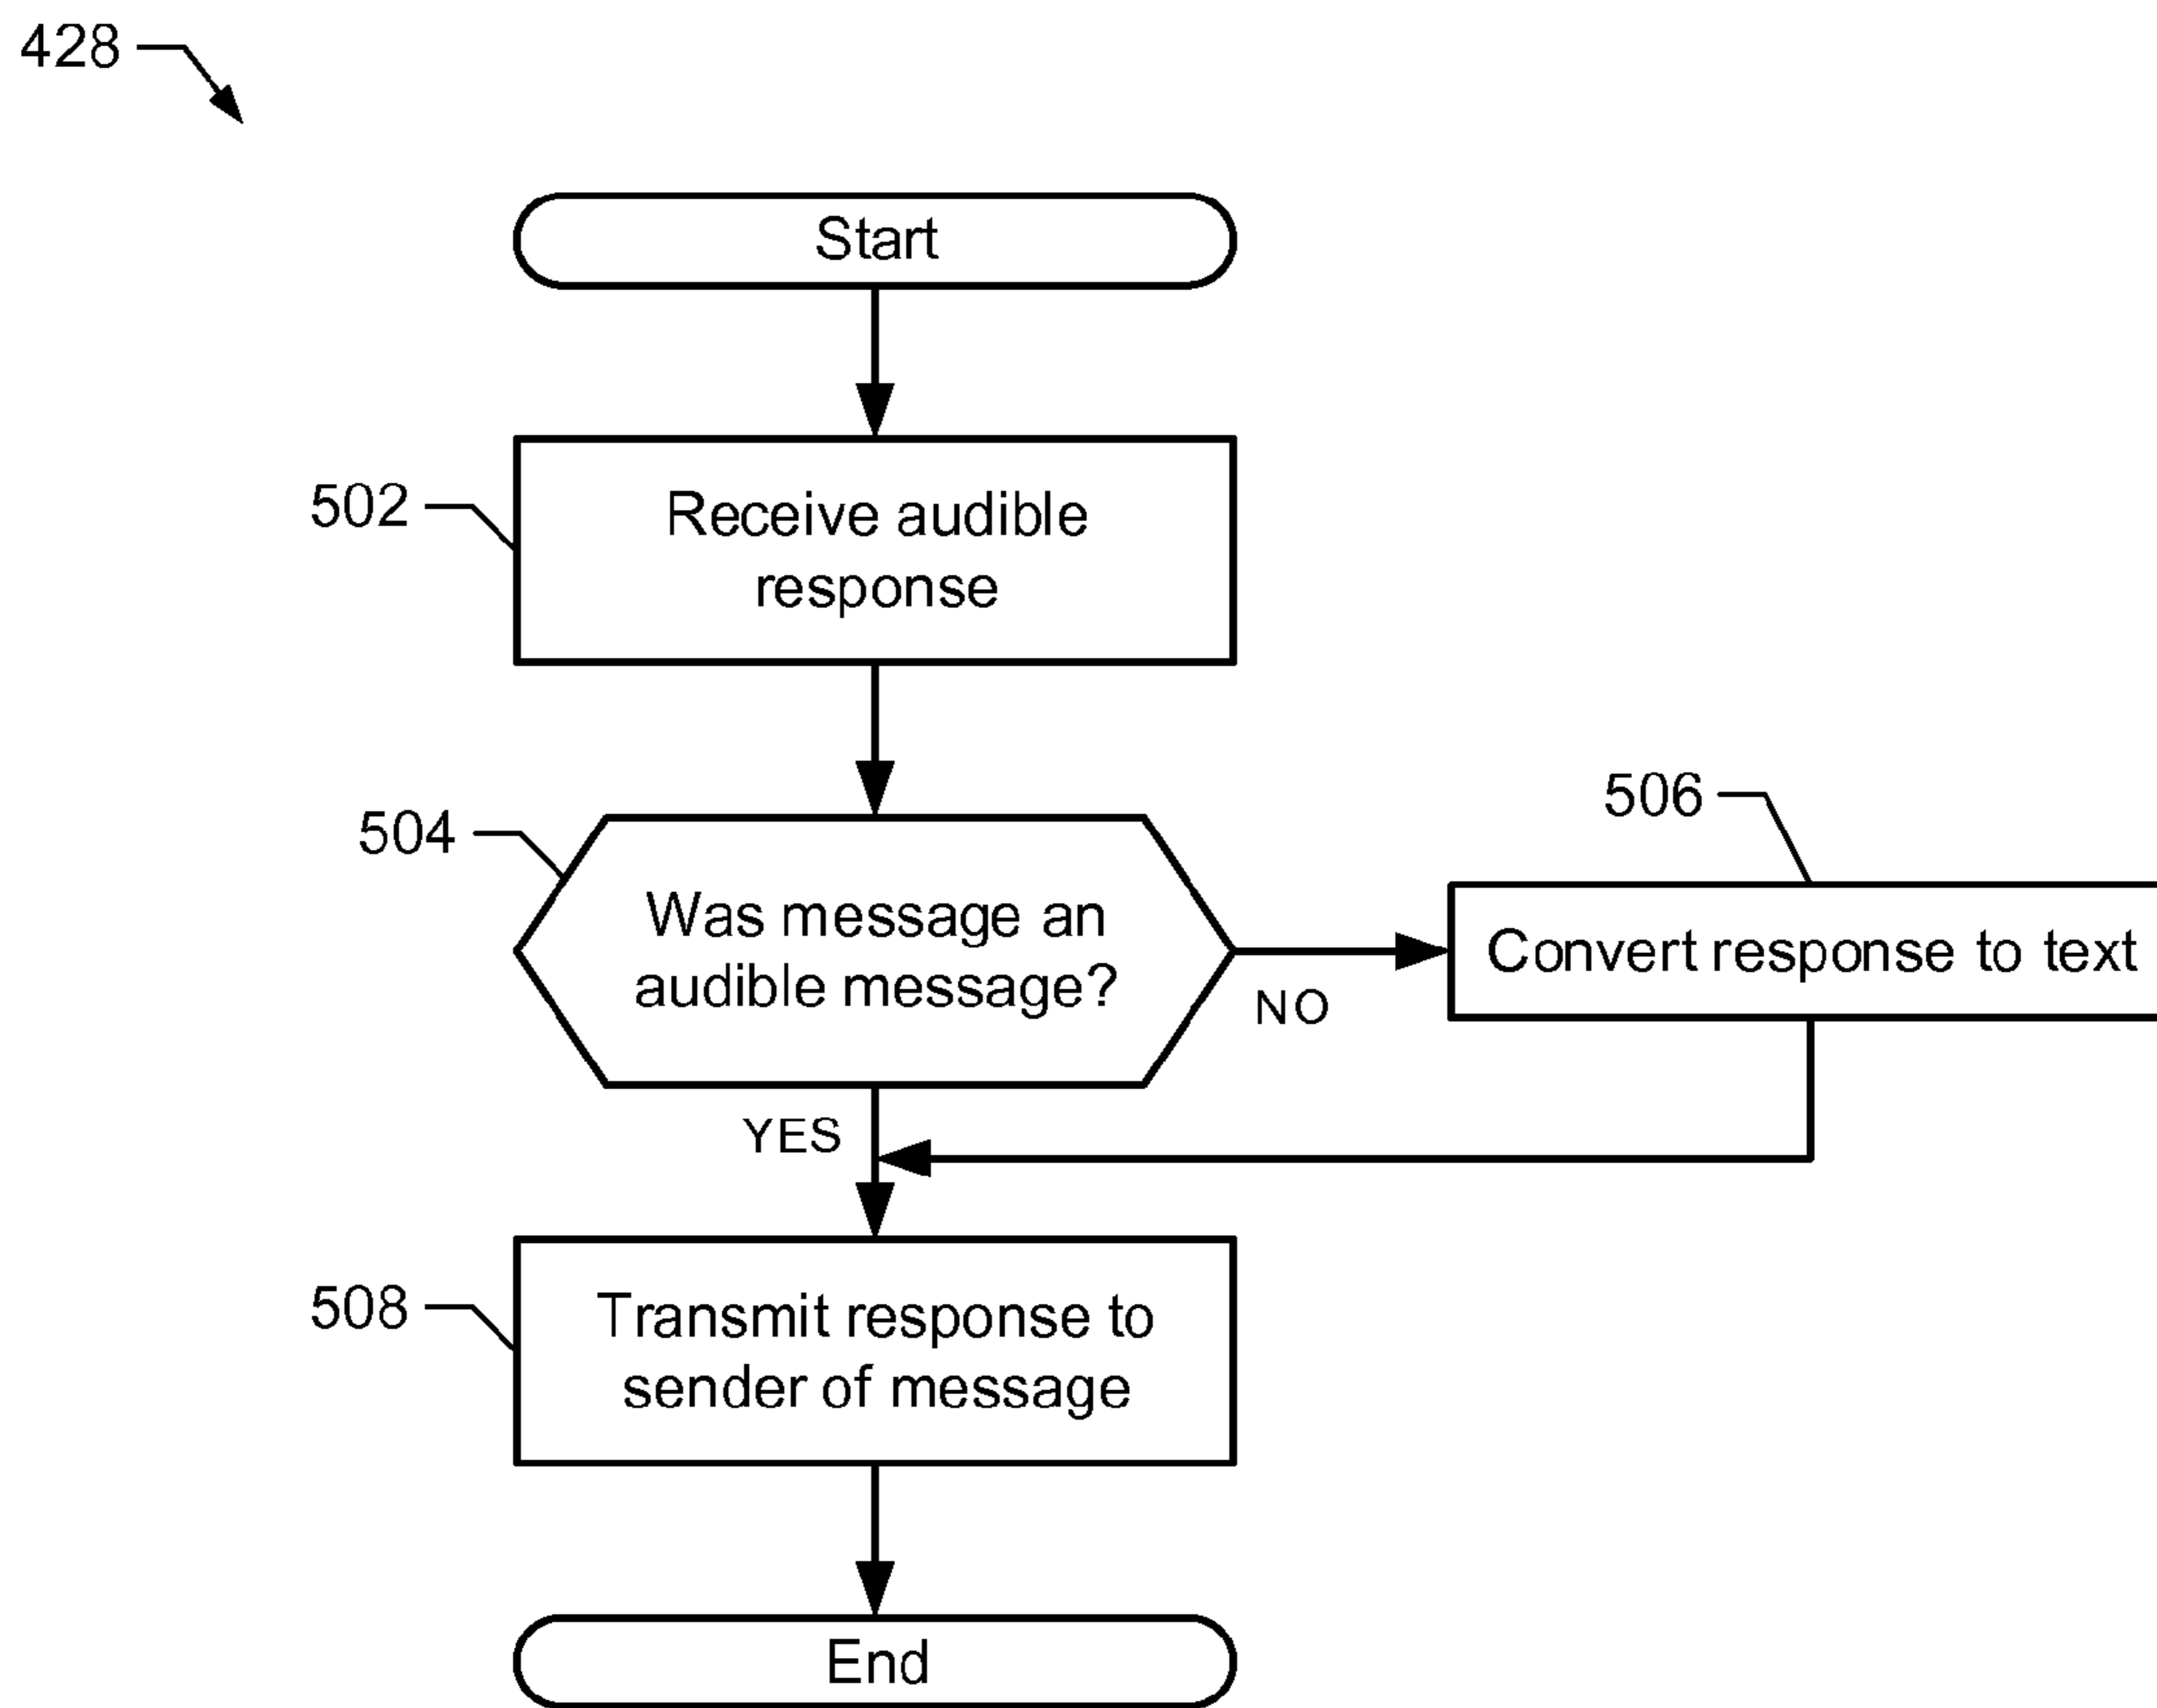 428
Start
502
Receive audible
response
504
Was message an
audible message?
506
Convert response to text
NO
YES
508
Transmit response to
sender of message
End